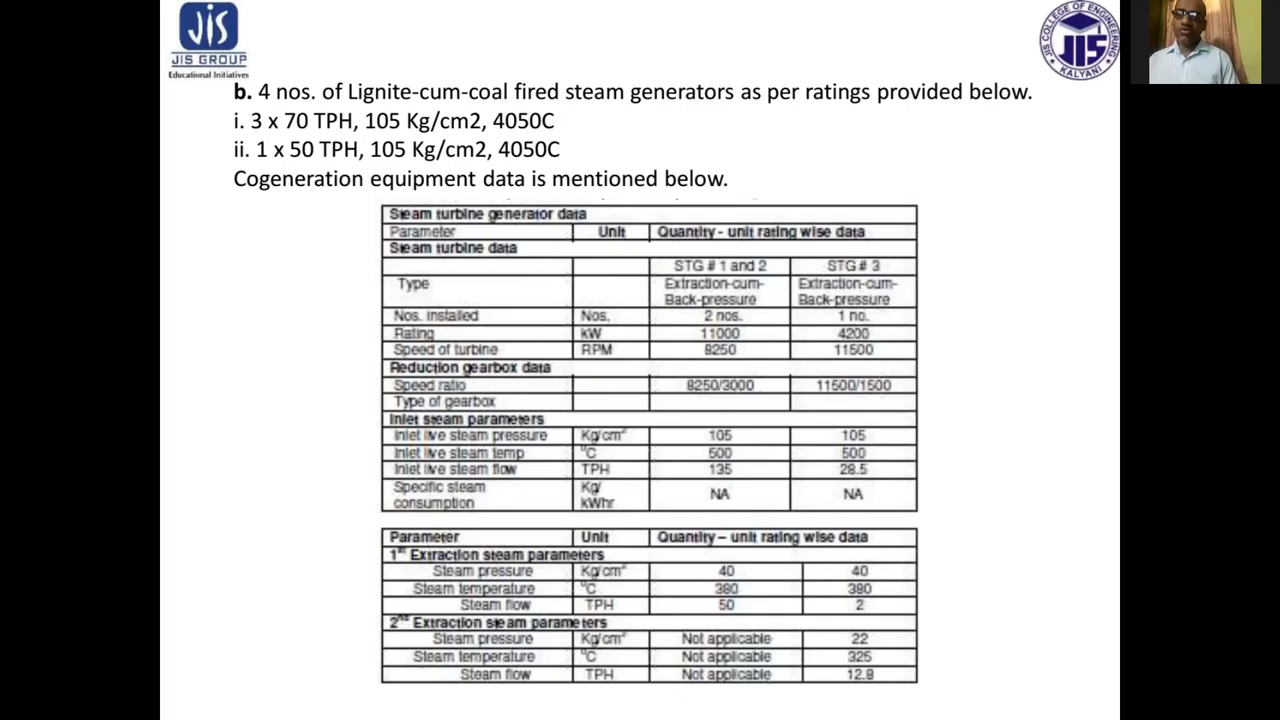 JIS
JIS GROUP
Educational Initiatives
JIS COLLEGE OF ENGINEERING
JIS
KALYANI
b. 4 nos. of Lignite-cum-coal fired steam generators as per ratings provided below.
i. 3 x 70 TPH, 105 Kg/cm2, 4050C
ii. 1 x 50 TPH, 105 Kg/cm2, 4050C
Cogeneration equipment data is mentioned below.
Steam turbine generator data
Parameter Unit Quantity - unit rating wise data
Steam turbine data
STG # 1 and 2 STG # 3
Type Extraction-cum- Extraction-cum-
Back-pressure Back-pressure
Nos. installed Nos. 2 nos. 1 no.
Rating kW 11000 4200
Speed of turbine RPM 8250 11500
Reduction gearbox data
Speed ratio 8250/3000 11500/1500
Type of gearbox
Inlet steam parameters
Inlet live steam pressure Kg/cm² 105 105
Inlet live steam temp °C 500 500
Inlet live steam flow TPH 135 28.5
Specific steam Kg/
consumption kWhr NA NA
Parameter Unit Quantity – unit rating wise data
1st Extraction steam parameters
Steam pressure Kg/cm² 40 40
Steam temperature °C 380 380
Steam flow TPH 50 2
2nd Extraction steam parameters
Steam pressure Kg/cm² Not applicable 22
Steam temperature °C Not applicable 325
Steam flow TPH Not applicable 12.8